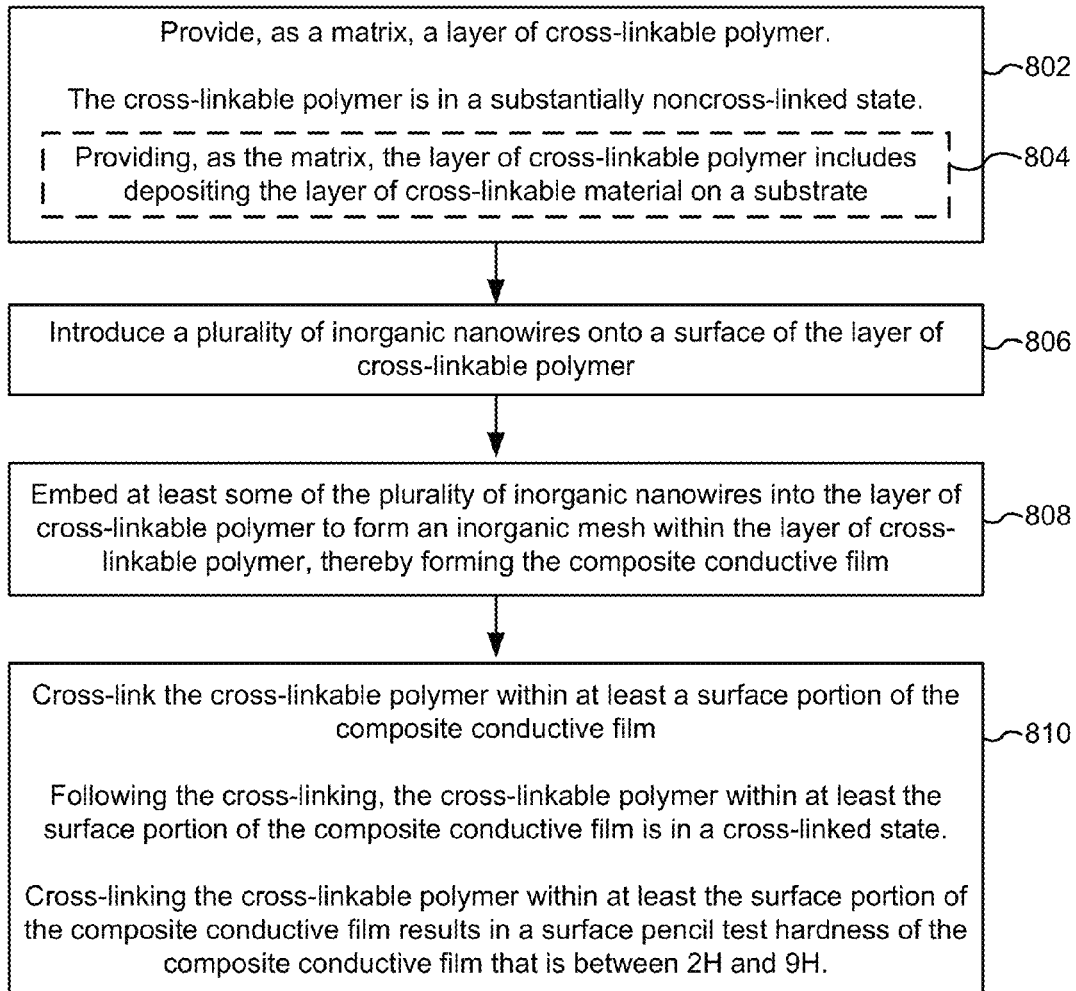 Provide, as a matrix, a layer of cross-linkable polymer.
The cross-linkable polymer is in a substantially noncross-linked state.
802
Providing, as the matrix, the layer of cross-linkable polymer includes
depositing the layer of cross-linkable material on a substrate
804
Introduce a plurality of inorganic nanowires onto a surface of the layer of
cross-linkable polymer
806
Embed at least some of the plurality of inorganic nanowires into the layer of
cross-linkable polymer to form an inorganic mesh within the layer of cross-
linkable polymer, thereby forming the composite conductive film
808
Cross-link the cross-linkable polymer within at least a surface portion of the
composite conductive film
810
Following the cross-linking, the cross-linkable polymer within at least the
surface portion of the composite conductive film is in a cross-linked state.
Cross-linking the cross-linkable polymer within at least the surface portion of
the composite conductive film results in a surface pencil test hardness of the
composite conductive film that is between 2H and 9H.